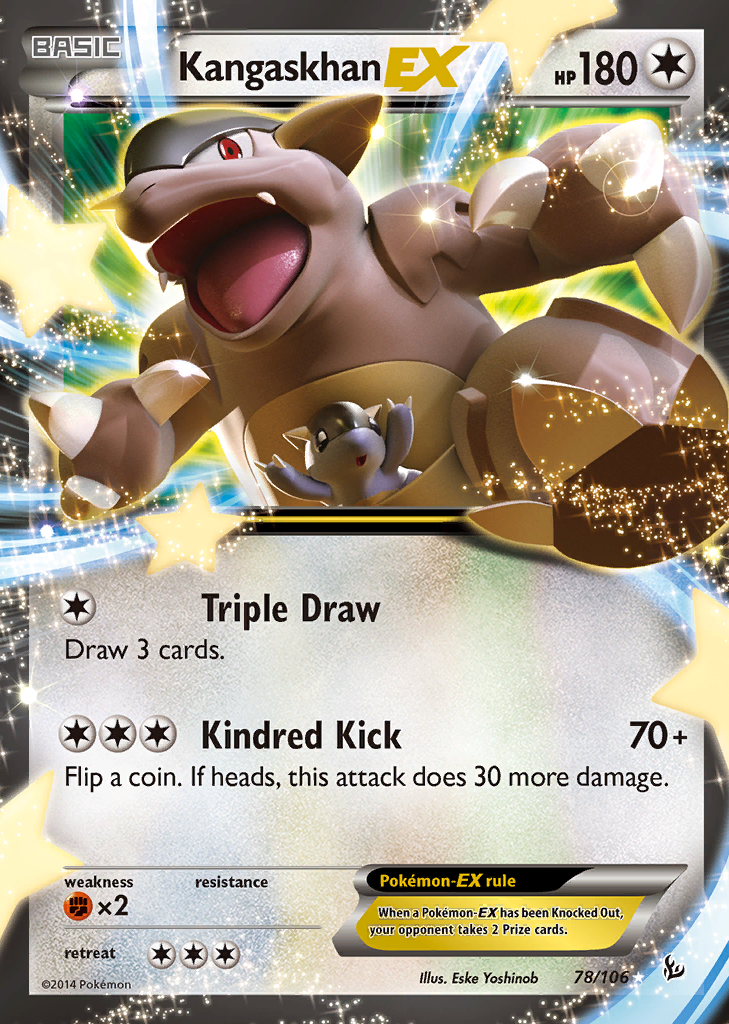 BASIC
Kangaskhan EX
HP 180
Triple Draw
Draw 3 cards.
Kindred Kick 70+
Flip a coin. If heads, this attack does 30 more damage.
weakness resistance
×2
Pokémon-EX rule
When a Pokémon-EX has been Knocked Out,
your opponent takes 2 Prize cards.
retreat
©2014 Pokémon
Illus. Eske Yoshinob
78/106